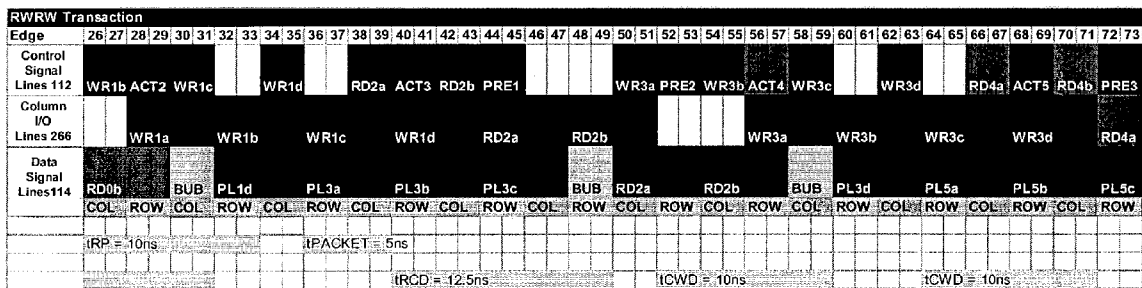 RWRW Transaction
Edge 26 27 28 29 30 31 32 33 34 35 36 37 38 39 40 41 42 43 44 45 46 47 48 49 50 51 52 53 54 55 56 57 58 59 60 61 62 63 64 65 66 67 68 69 70 71 72 73
Control Signal Lines 112 WR1b ACT2 WR1c WR1d RD2a ACT3 RD2b PRE1 WR3a PRE2 WR3b ACT4 WR3c WR3d RD4a ACT5 RD4b PRE3
Column I/O Lines 266 WR1a WR1b WR1c WR1d RD2a RD2b WR3a WR3b WR3c WR3d RD4a
Data Signal Lines114 RD0b BUB PL1d PL3a PL3b PL3c BUB RD2a RD2b BUB PL3d PL5a PL5b PL5c
COL ROW COL ROW COL ROW COL ROW COL ROW COL ROW COL ROW COL ROW COL ROW COL ROW COL ROW COL ROW
tRP = 10ns tPACKET = 5ns
tRCD = 12.5ns tCWD = 10ns tCWD = 10ns